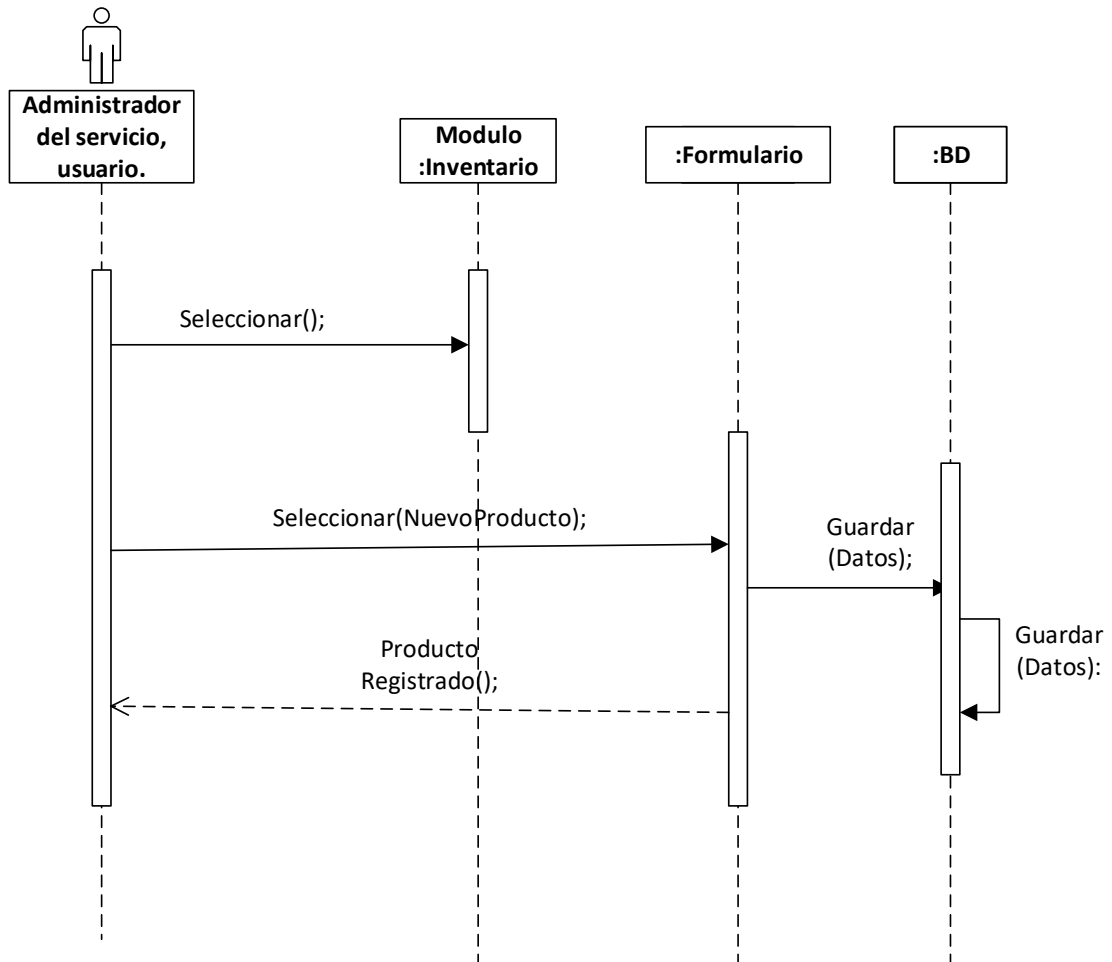 Administrador
del servicio,
usuario.
Modulo
:Inventario
:Formulario
:BD
Seleccionar();
Seleccionar(NuevoProducto);
Guardar
(Datos);
Guardar
(Datos):
Producto
Registrado();